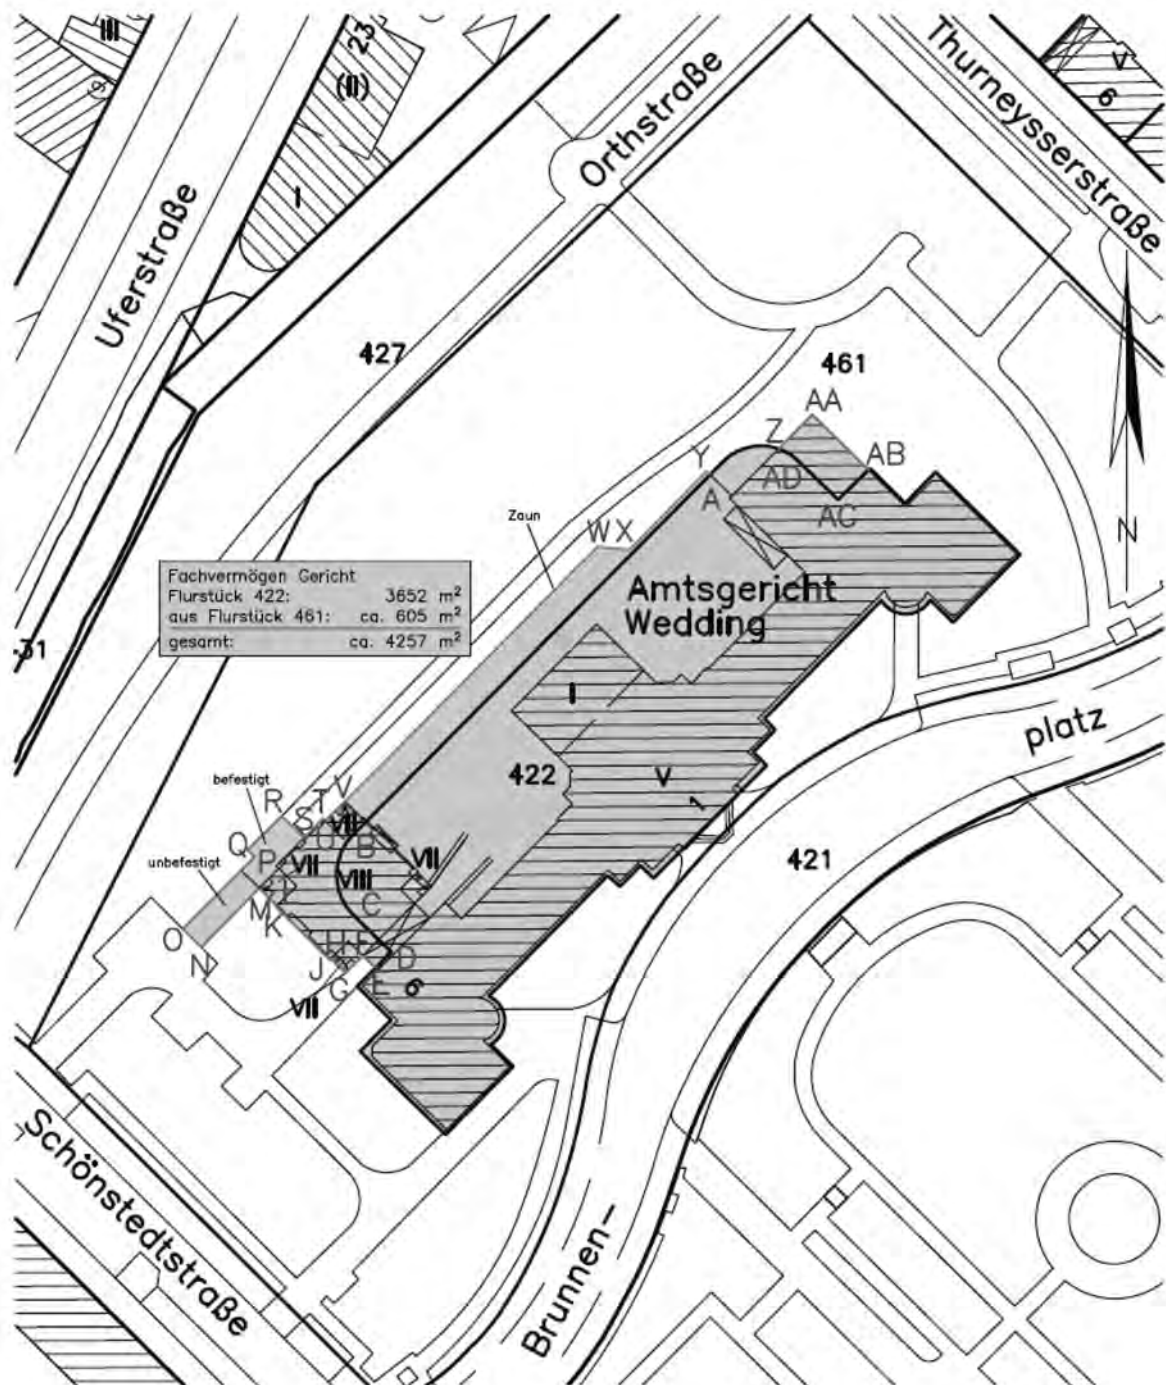 III
23
(II)
I
V
6
Uferstraße
Orthstraße
Thurneysserstraße
427
461
AA
Z
AB
Y
AD
A
AC
W X
Zaun
N
Fachvermögen Gericht
Flurstück 422: 3652 m²
aus Flurstück 461: ca. 605 m²
gesamt: ca. 4257 m²
Amtsgericht
Wedding
31
I
platz
422
V
1
befestigt
R
S
T
V
VII
U
B
Q
P
VII
VII
VIII
unbefestigt
421
M
K
C
O
N
J
H
F
D
G
E
6
VII
Schönstedtstraße
Brunnen-